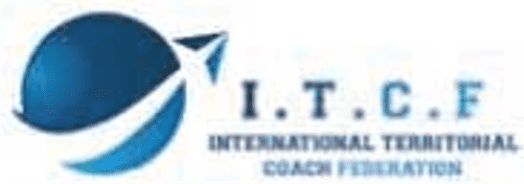 I.T.C.F
INTERNATIONAL TERRITORIAL
COACH FEDERATION